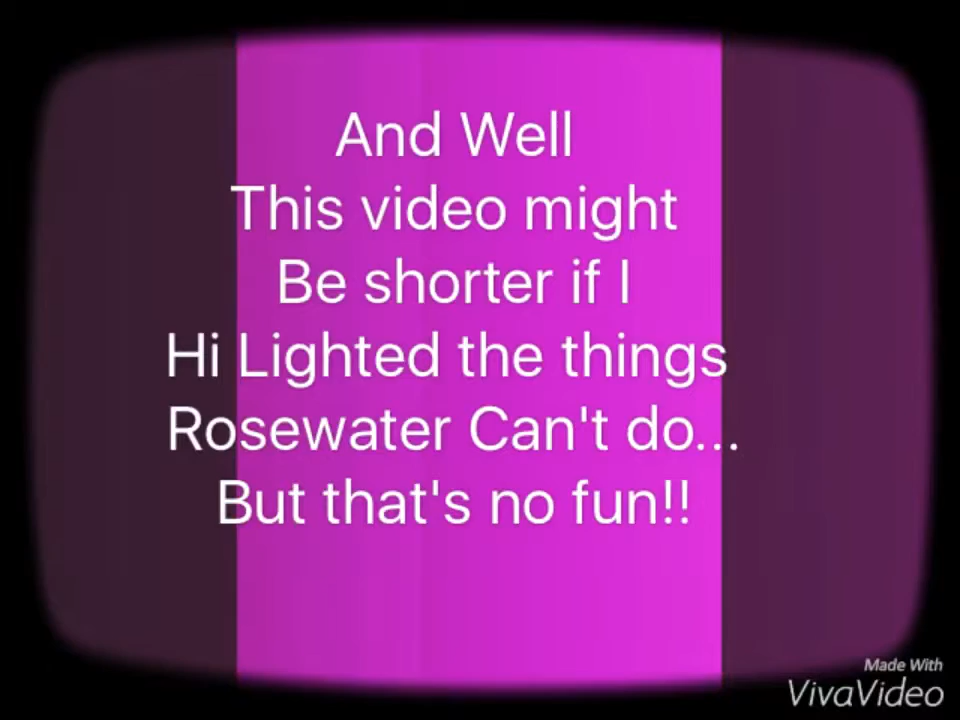 And Well
This video might
Be shorter if I
Hi Lighted the things
Rosewater Can't do...
But that's no fun!!
Made With
VivaVideo